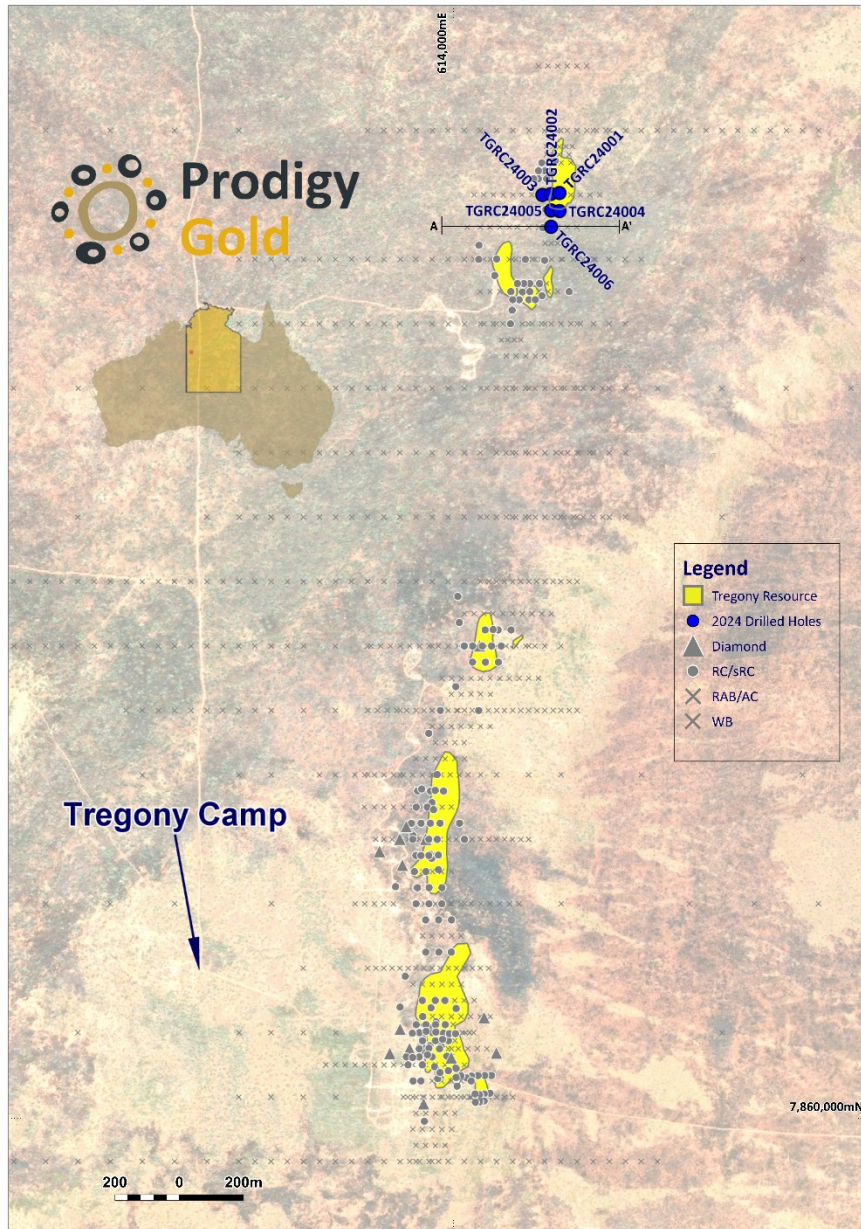 614,000mE
Prodigy
Gold
TGRC24003
TGRC24002
TGRC24001
TGRC24005
TGRC24004
A
A'
TGRC24006
Legend
Tregony Resource
2024 Drilled Holes
Diamond
RC/sRC
RAB/AC
WB
Tregony Camp
7,860,000mN
200
0
200m